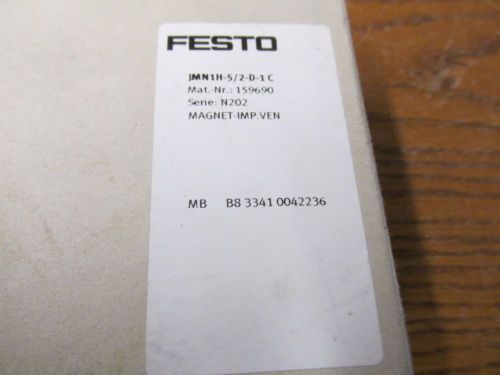 FESTO
JMN1H-5/2-D-1 C
Mat.-Nr.: 159690
Serie: N202
MAGNET-IMP.VEN
MB B8 3341 0042236